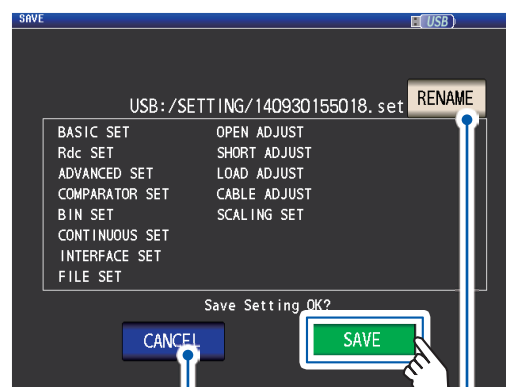 SAVE
USB
USB:/SETTING/140930155018.set
RENAME
BASIC SET OPEN ADJUST
Rdc SET SHORT ADJUST
ADVANCED SET LOAD ADJUST
COMPARATOR SET CABLE ADJUST
BIN SET SCALING SET
CONTINUOUS SET
INTERFACE SET
FILE SET
Save Setting OK?
CANCEL SAVE